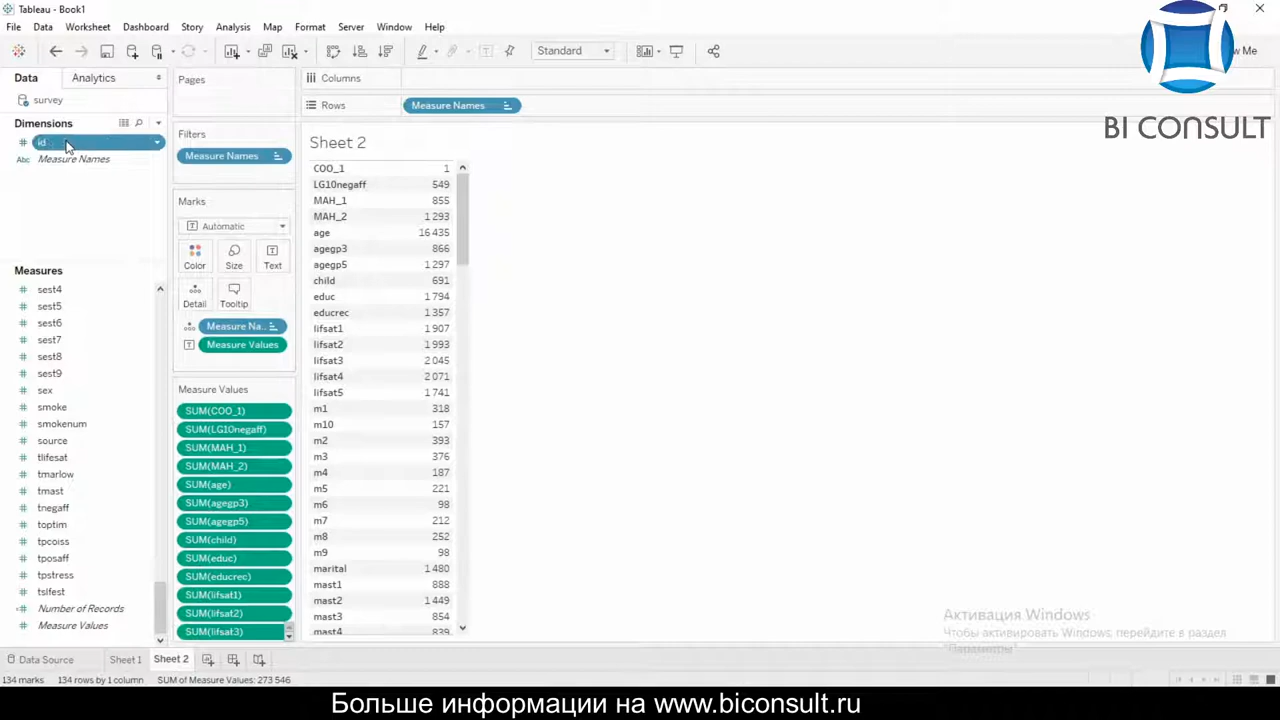 Tableau - Book1
File Data Worksheet Dashboard Story Analysis Map Format Server Window Help
Standard
Me
Data Analytics
survey
Dimensions
id
Abc Measure Names
Measures
sest4
sest5
sest6
sest7
sest8
sest9
sex
smoke
smokenum
source
tlifesat
tmarlow
tmast
tnegaff
toptim
tpcoiss
tposaff
tpstress
tslfest
Number of Records
Measure Values
Pages
Filters
Measure Names
Marks
Automatic
Color Size Text
Detail Tooltip
Measure Na..
Measure Values
Measure Values
SUM(COO_1)
SUM(LG10negaff)
SUM(MAH_1)
SUM(MAH_2)
SUM(age)
SUM(agegp3)
SUM(agegp5)
SUM(child)
SUM(educ)
SUM(educrec)
SUM(lifsat1)
SUM(lifsat2)
SUM(lifsat3)
Columns
Rows Measure Names
Sheet 2
COO_1 1
LG10negaff 549
MAH_1 855
MAH_2 1 293
age 16 435
agegp3 866
agegp5 1 297
child 691
educ 1 794
educrec 1 357
lifsat1 1 907
lifsat2 1 993
lifsat3 2 045
lifsat4 2 071
lifsat5 1 741
m1 318
m10 157
m2 393
m3 376
m4 187
m5 221
m6 98
m7 212
m8 252
m9 98
marital 1 480
mast1 888
mast2 1 449
mast3 854
mast4 839
BI CONSULT
Активация Windows
Чтобы активировать Windows, перейдите в раздел
"Параметры".
Data Source Sheet 1 Sheet 2
134 marks 134 rows by 1 column SUM of Measure Values: 273 546
Больше информации на www.biconsult.ru